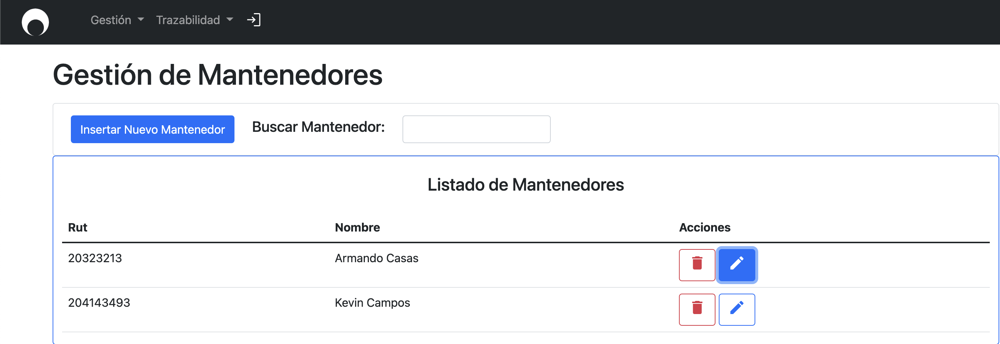 Gestión Trazabilidad
Gestión de Mantenedores
Insertar Nuevo Mantenedor Buscar Mantenedor:
Listado de Mantenedores
Rut Nombre Acciones
20323213 Armando Casas
204143493 Kevin Campos